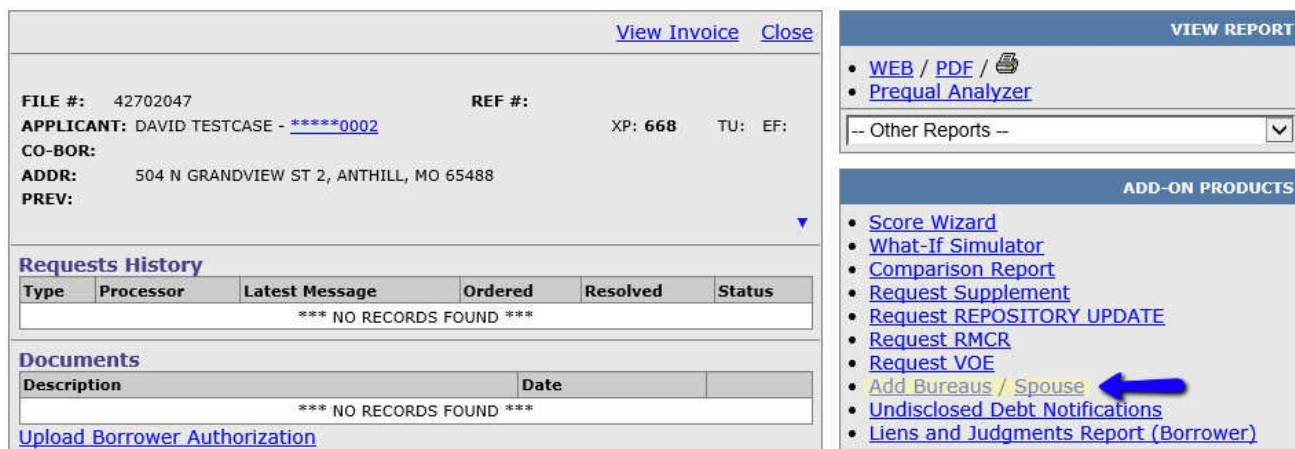 View Invoice Close
FILE #: 42702047 REF #:
APPLICANT: DAVID TESTCASE - *****0002 XP: 668 TU: EF:
CO-BOR:
ADDR: 504 N GRANDVIEW ST 2, ANTHILL, MO 65488
PREV:
Requests History
Type Processor Latest Message Ordered Resolved Status
*** NO RECORDS FOUND ***
Documents
Description Date
*** NO RECORDS FOUND ***
Upload Borrower Authorization
VIEW REPORT
• WEB / PDF /
• Prequal Analyzer
-- Other Reports --
ADD-ON PRODUCTS
• Score Wizard
• What-If Simulator
• Comparison Report
• Request Supplement
• Request REPOSITORY UPDATE
• Request RMCR
• Request VOE
• Add Bureaus / Spouse
• Undisclosed Debt Notifications
• Liens and Judgments Report (Borrower)